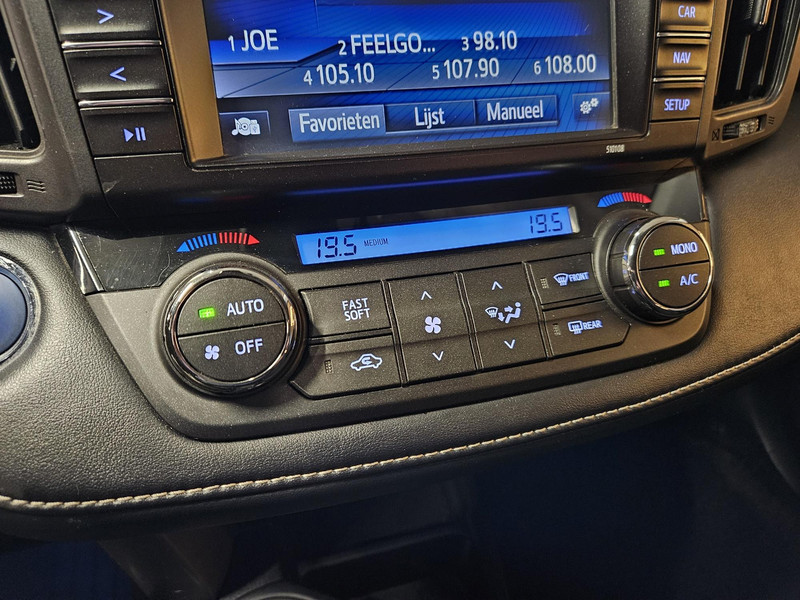 1 JOE 2 FEELGO... 3 98.10
4 105.10 5 107.90 6 108.00
Favorieten Lijst Manueel
CAR
NAV
SETUP
510108
19.5 MEDIUM 19.5
AUTO
OFF
FAST
SOFT
FRONT
REAR
MONO
A/C